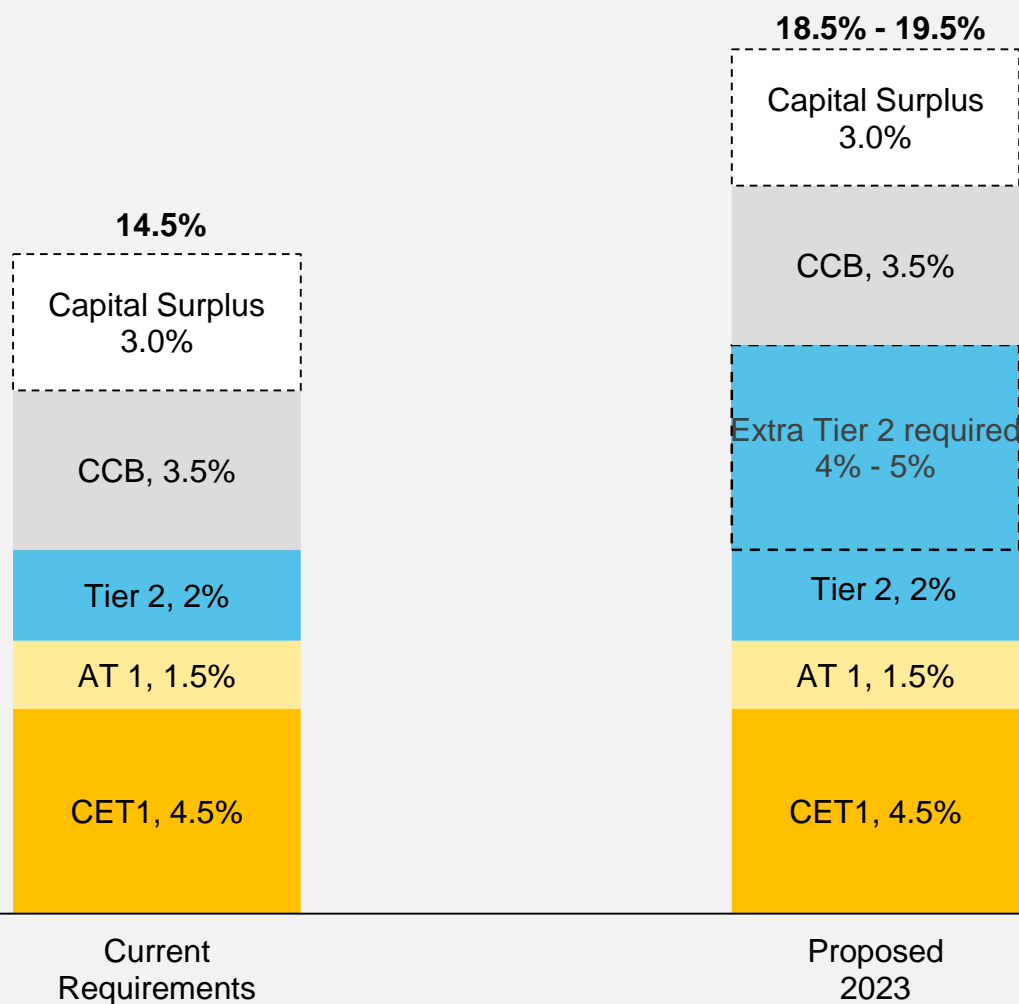 14.5%
Capital Surplus
3.0%
CCB, 3.5%
Tier 2, 2%
AT 1, 1.5%
CET1, 4.5%
Current
Requirements
18.5% - 19.5%
Capital Surplus
3.0%
CCB, 3.5%
Extra Tier 2 required
4% - 5%
Tier 2, 2%
AT 1, 1.5%
CET1, 4.5%
Proposed
2023